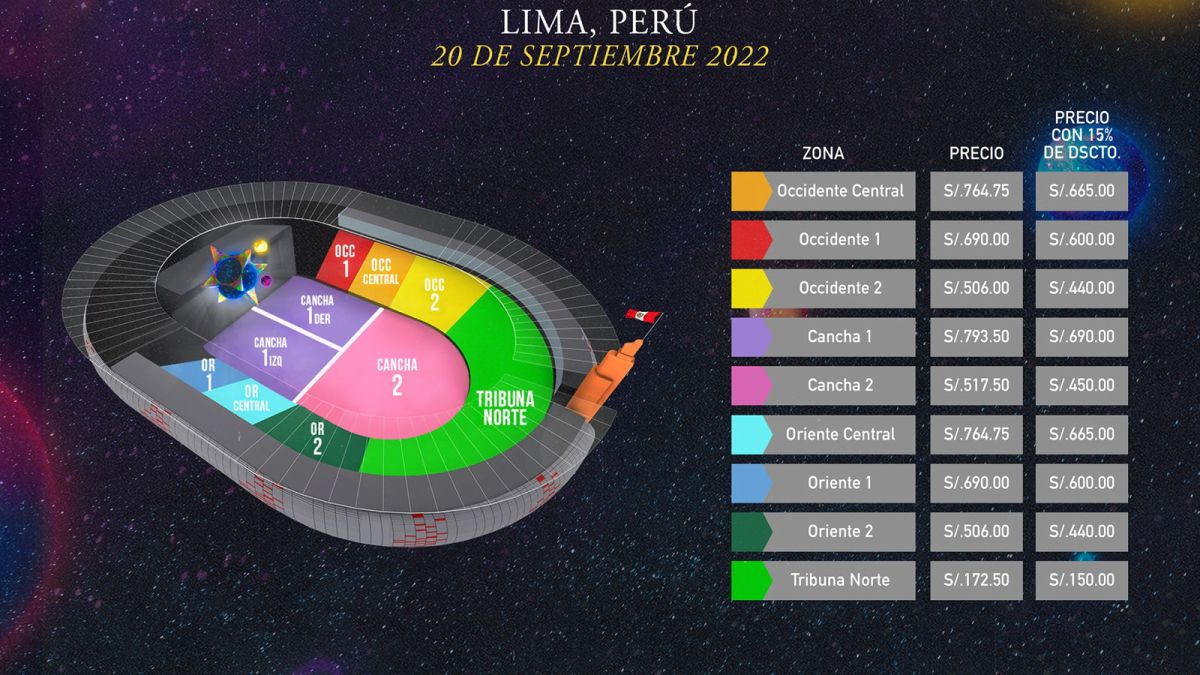 LIMA, PERÚ
20 DE SEPTIEMBRE 2022
OCC
1
OCC
CENTRAL
OCC
2
CANCHA
1DER
CANCHA
1IZQ
CANCHA
2
OR
1
OR
CENTRAL
OR
2
TRIBUNA
NORTE
ZONA PRECIO PRECIO
CON 15%
DE DSCTO.
Occidente Central S/.764.75 S/.665.00
Occidente 1 S/.690.00 S/.600.00
Occidente 2 S/.506.00 S/.440.00
Cancha 1 S/.793.50 S/.690.00
Cancha 2 S/.517.50 S/.450.00
Oriente Central S/.764.75 S/.665.00
Oriente 1 S/.690.00 S/.600.00
Oriente 2 S/.506.00 S/.440.00
Tribuna Norte S/.172.50 S/.150.00